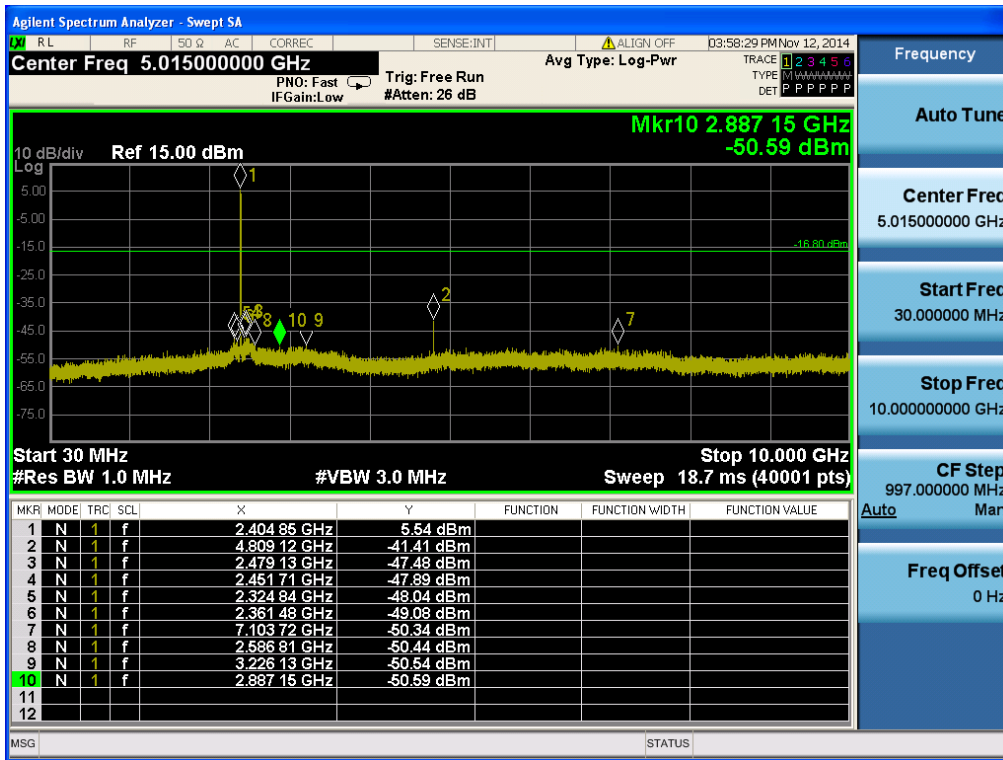 Agilent Spectrum Analyzer - Swept SA
LXI RL RF 50 Ω AC CORREC SENSE:INT ALIGN OFF 03:58:29 PM Nov 12, 2014
Center Freq 5.015000000 GHz
PNO: Fast
IFGain:Low
Trig: Free Run
#Atten: 26 dB
Avg Type: Log-Pwr
TRACE 1 2 3 4 5 6
TYPE M W W W W W
DET P P P P P P
Mkr10 2.887 15 GHz
-50.59 dBm
10 dB/div Ref 15.00 dBm
Log
5.00
-5.00
-15.0
-25.0
-35.0
-45.0
-55.0
-65.0
-75.0
-16.80 dBm
1
2
8 10 9
7
Start 30 MHz Stop 10.000 GHz
#Res BW 1.0 MHz #VBW 3.0 MHz Sweep 18.7 ms (40001 pts)
MKR MODE TRC SCL X Y FUNCTION FUNCTION WIDTH FUNCTION VALUE
1 N 1 f 2.404 85 GHz 5.54 dBm
2 N 1 f 4.809 12 GHz -41.41 dBm
3 N 1 f 2.479 13 GHz -47.48 dBm
4 N 1 f 2.451 71 GHz -47.89 dBm
5 N 1 f 2.324 84 GHz -48.04 dBm
6 N 1 f 2.361 48 GHz -49.08 dBm
7 N 1 f 7.103 72 GHz -50.34 dBm
8 N 1 f 2.586 81 GHz -50.44 dBm
9 N 1 f 3.226 13 GHz -50.54 dBm
10 N 1 f 2.887 15 GHz -50.59 dBm
11
12
MSG STATUS
Frequency
Auto Tune
Center Freq
5.015000000 GHz
Start Freq
30.000000 MHz
Stop Freq
10.000000000 GHz
CF Step
997.000000 MHz
Auto Man
Freq Offset
0 Hz